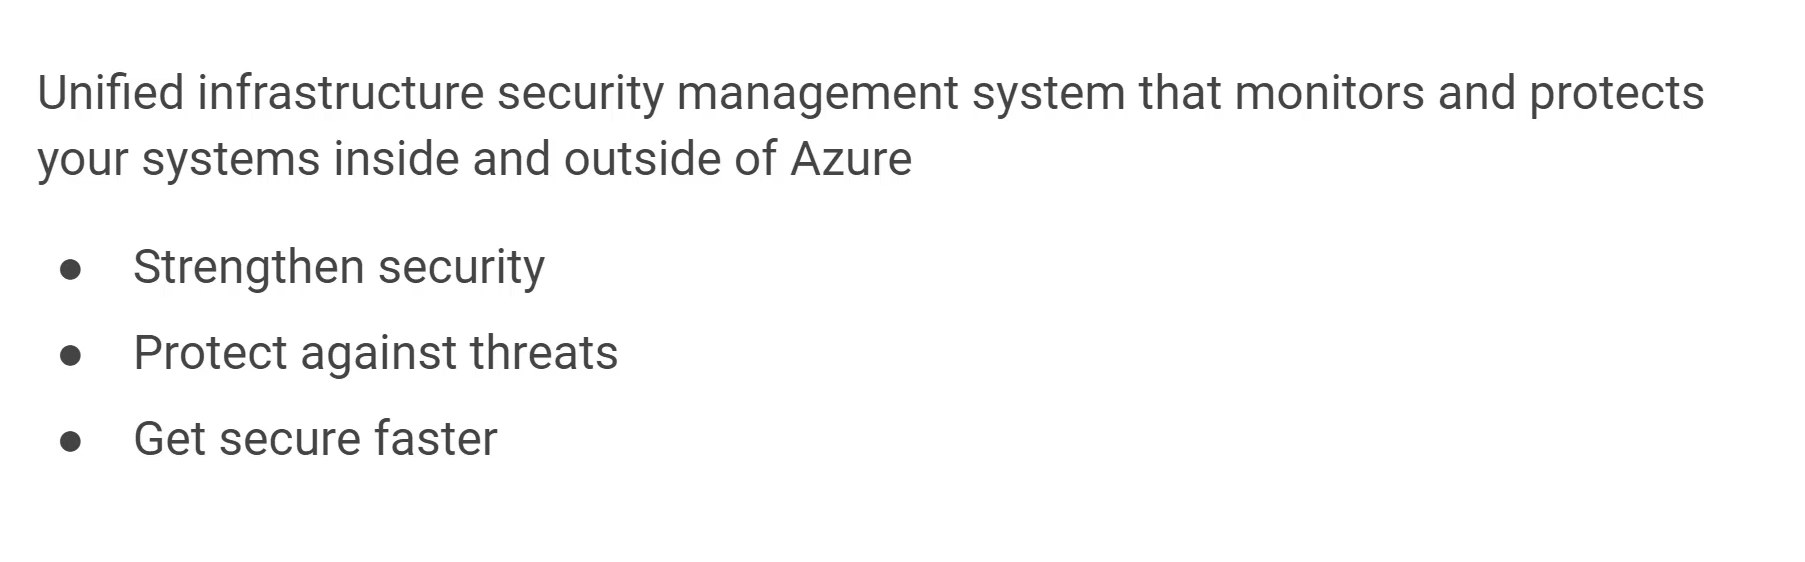 Unified infrastructure security management system that monitors and protects
your systems inside and outside of Azure
● Strengthen security
● Protect against threats
● Get secure faster